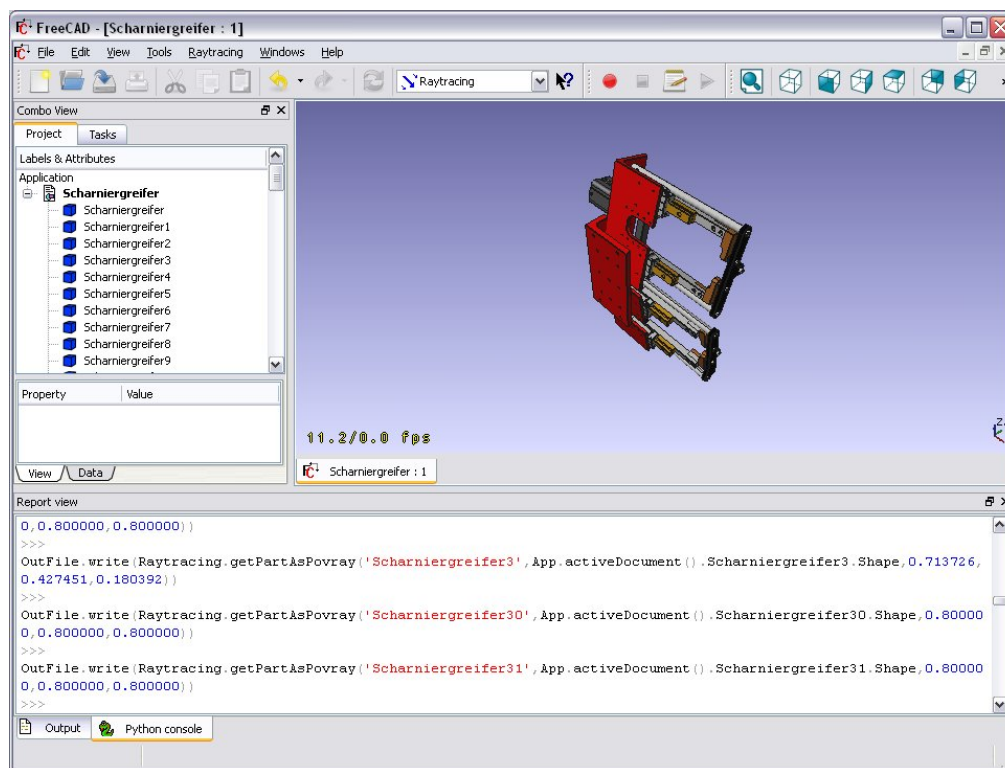 FreeCAD - [Scharniergreifer : 1]
File Edit View Tools Raytracing Windows Help
Raytracing
Combo View
Project Tasks
Labels & Attributes
Application
Scharniergreifer
Scharniergreifer
Scharniergreifer1
Scharniergreifer2
Scharniergreifer3
Scharniergreifer4
Scharniergreifer5
Scharniergreifer6
Scharniergreifer7
Scharniergreifer8
Scharniergreifer9
Property Value
View Data
11.2/0.0 fps
Z
Scharniergreifer : 1
Report view
0,0.800000,0.800000))
>>>
OutFile.write(Raytracing.getPartAsPovray('Scharniergreifer3',App.activeDocument().Scharniergreifer3.Shape,0.713726,
0.427451,0.180392))
>>>
OutFile.write(Raytracing.getPartAsPovray('Scharniergreifer30',App.activeDocument().Scharniergreifer30.Shape,0.80000
0,0.800000,0.800000))
>>>
OutFile.write(Raytracing.getPartAsPovray('Scharniergreifer31',App.activeDocument().Scharniergreifer31.Shape,0.80000
0,0.800000,0.800000))
>>>
Output Python console